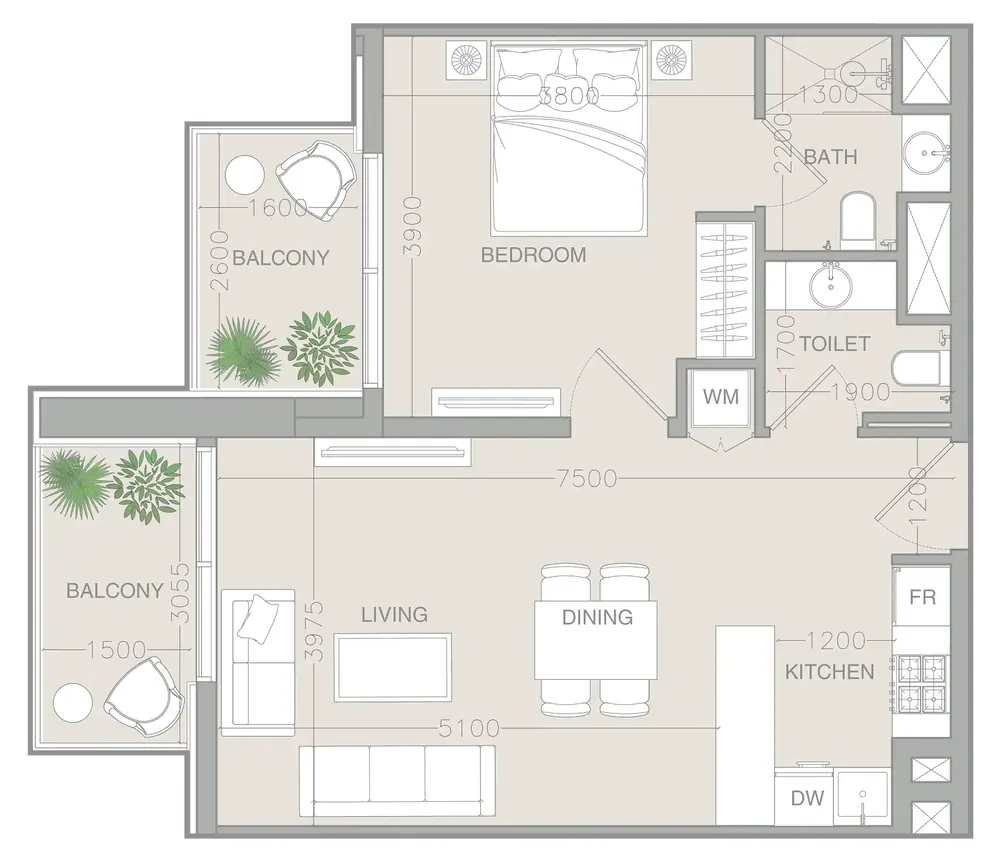 3800
1300
2200
BATH
1600
BALCONY
2600
3900
BEDROOM
1700
TOILET
1900
WM
7500
1200
BALCONY
3055
1500
LIVING
3975
DINING
FR
1200
KITCHEN
5100
DW